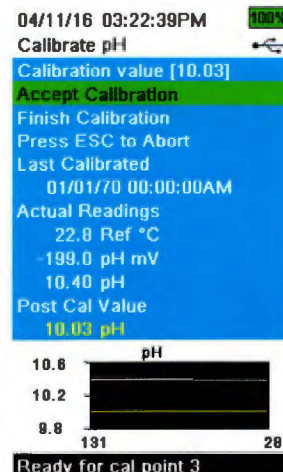 04/11/16 03:22:39PM 100%
Calibrate pH
Calibration value [10.03]
Accept Calibration
Finish Calibration
Press ESC to Abort
Last Calibrated
01/01/70 00:00:00AM
Actual Readings
22.8 Ref °C
-199.0 pH mV
10.40 pH
Post Cal Value
10.03 pH
pH
10.6
10.2
9.8
131 28
Ready for cal point 3